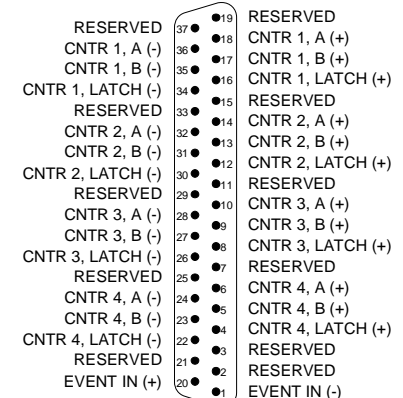 19 RESERVED
RESERVED 37
18 CNTR 1, A (+)
CNTR 1, A (-) 36
17 CNTR 1, B (+)
CNTR 1, B (-) 35
16 CNTR 1, LATCH (+)
CNTR 1, LATCH (-) 34
15 RESERVED
RESERVED 33
14 CNTR 2, A (+)
CNTR 2, A (-) 32
13 CNTR 2, B (+)
CNTR 2, B (-) 31
12 CNTR 2, LATCH (+)
CNTR 2, LATCH (-) 30
11 RESERVED
RESERVED 29
10 CNTR 3, A (+)
CNTR 3, A (-) 28
9 CNTR 3, B (+)
CNTR 3, B (-) 27
8 CNTR 3, LATCH (+)
CNTR 3, LATCH (-) 26
7 RESERVED
RESERVED 25
6 CNTR 4, A (+)
CNTR 4, A (-) 24
5 CNTR 4, B (+)
CNTR 4, B (-) 23
4 CNTR 4, LATCH (+)
CNTR 4, LATCH (-) 22
3 RESERVED
RESERVED 21
2 RESERVED
EVENT IN (+) 20
1 EVENT IN (-)